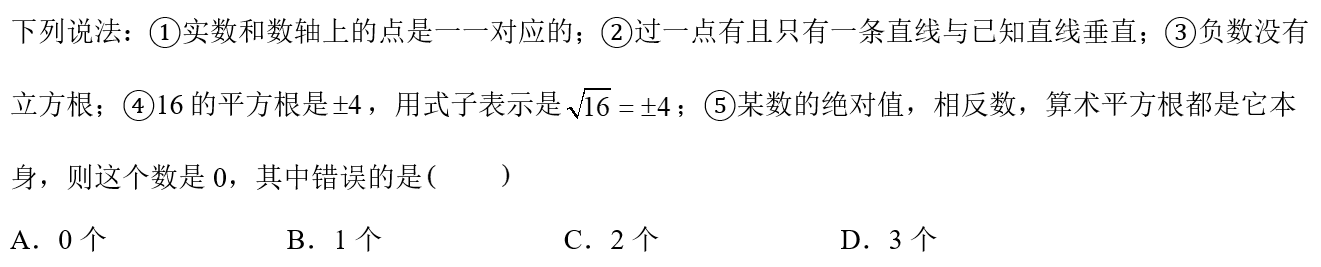 下列说法：①实数和数轴上的点是一一对应的；②过一点有且只有一条直线与已知直线垂直；③负数没有
立方根；④16 的平方根是±4，用式子表示是√16 = ±4；⑤某数的绝对值，相反数，算术平方根都是它本
身，则这个数是 0，其中错误的是(　　)
A．0 个　　B．1 个　　C．2 个　　D．3 个